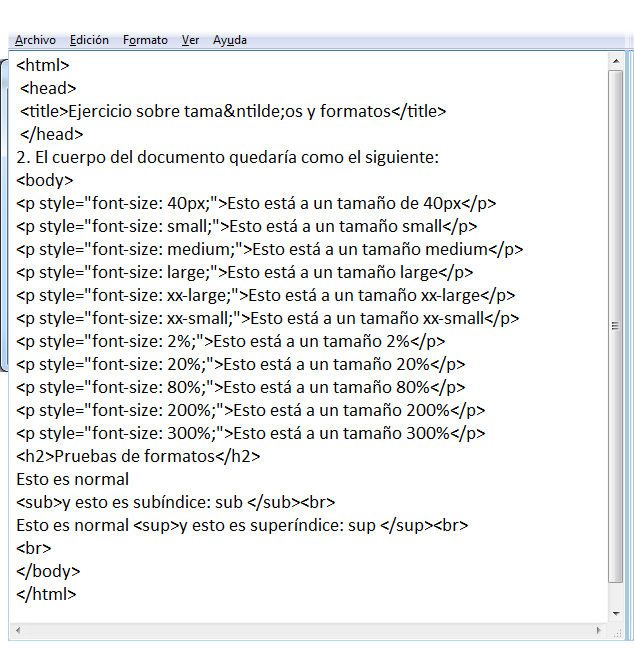 Archivo Edición Formato Ver Ayuda
<html>
<head>
<title>Ejercicio sobre tama&ntilde;os y formatos</title>
</head>
2. El cuerpo del documento quedaría como el siguiente:
<body>
<p style="font-size: 40px;">Esto está a un tamaño de 40px</p>
<p style="font-size: small;">Esto está a un tamaño small</p>
<p style="font-size: medium;">Esto está a un tamaño medium</p>
<p style="font-size: large;">Esto está a un tamaño large</p>
<p style="font-size: xx-large;">Esto está a un tamaño xx-large</p>
<p style="font-size: xx-small;">Esto está a un tamaño xx-small</p>
<p style="font-size: 2%;">Esto está a un tamaño 2%</p>
<p style="font-size: 20%;">Esto está a un tamaño 20%</p>
<p style="font-size: 80%;">Esto está a un tamaño 80%</p>
<p style="font-size: 200%;">Esto está a un tamaño 200%</p>
<p style="font-size: 300%;">Esto está a un tamaño 300%</p>
<h2>Pruebas de formatos</h2>
Esto es normal
<sub>y esto es subíndice: sub </sub><br>
Esto es normal <sup>y esto es superíndice: sup </sup><br>
<br>
</body>
</html>